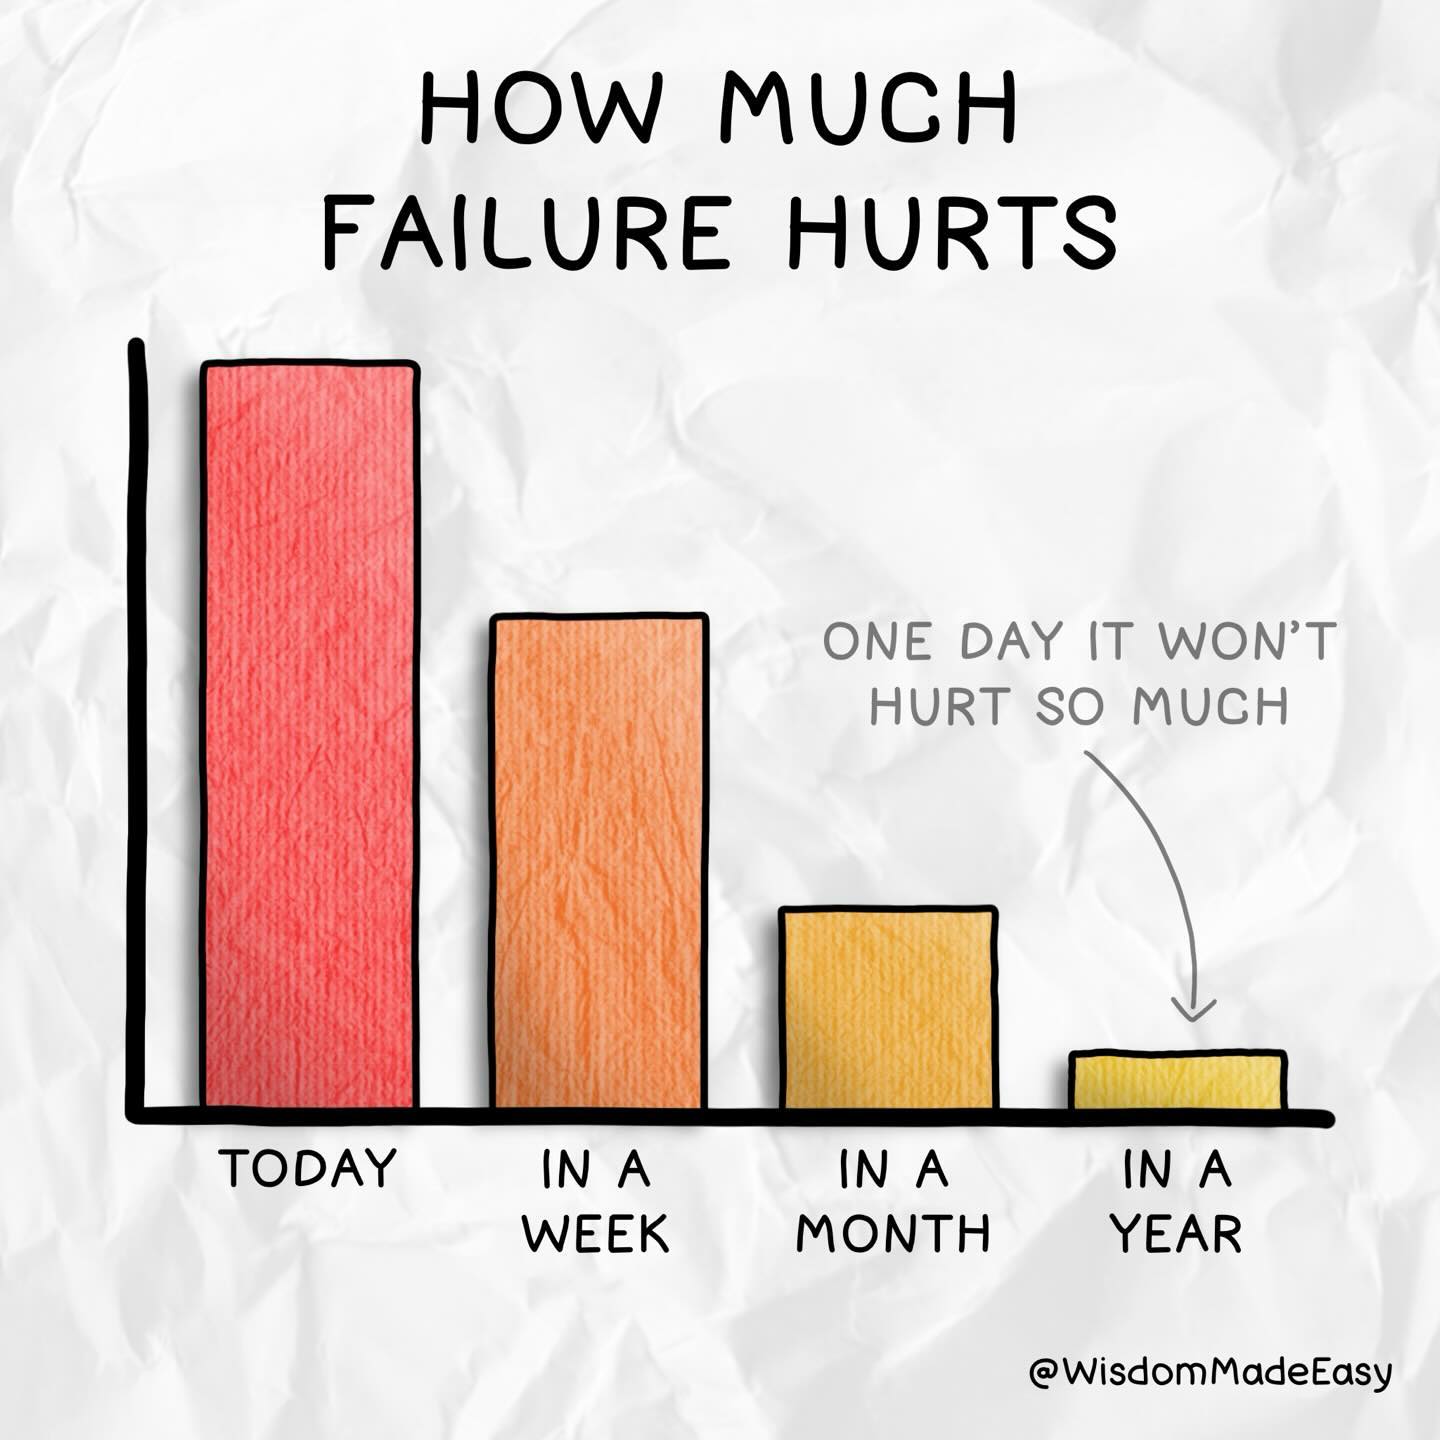 HOW MUCH
FAILURE HURTS
ONE DAY IT WON'T
HURT SO MUCH
TODAY
IN A
WEEK
IN A
MONTH
IN A
YEAR
@WisdomMadeEasy